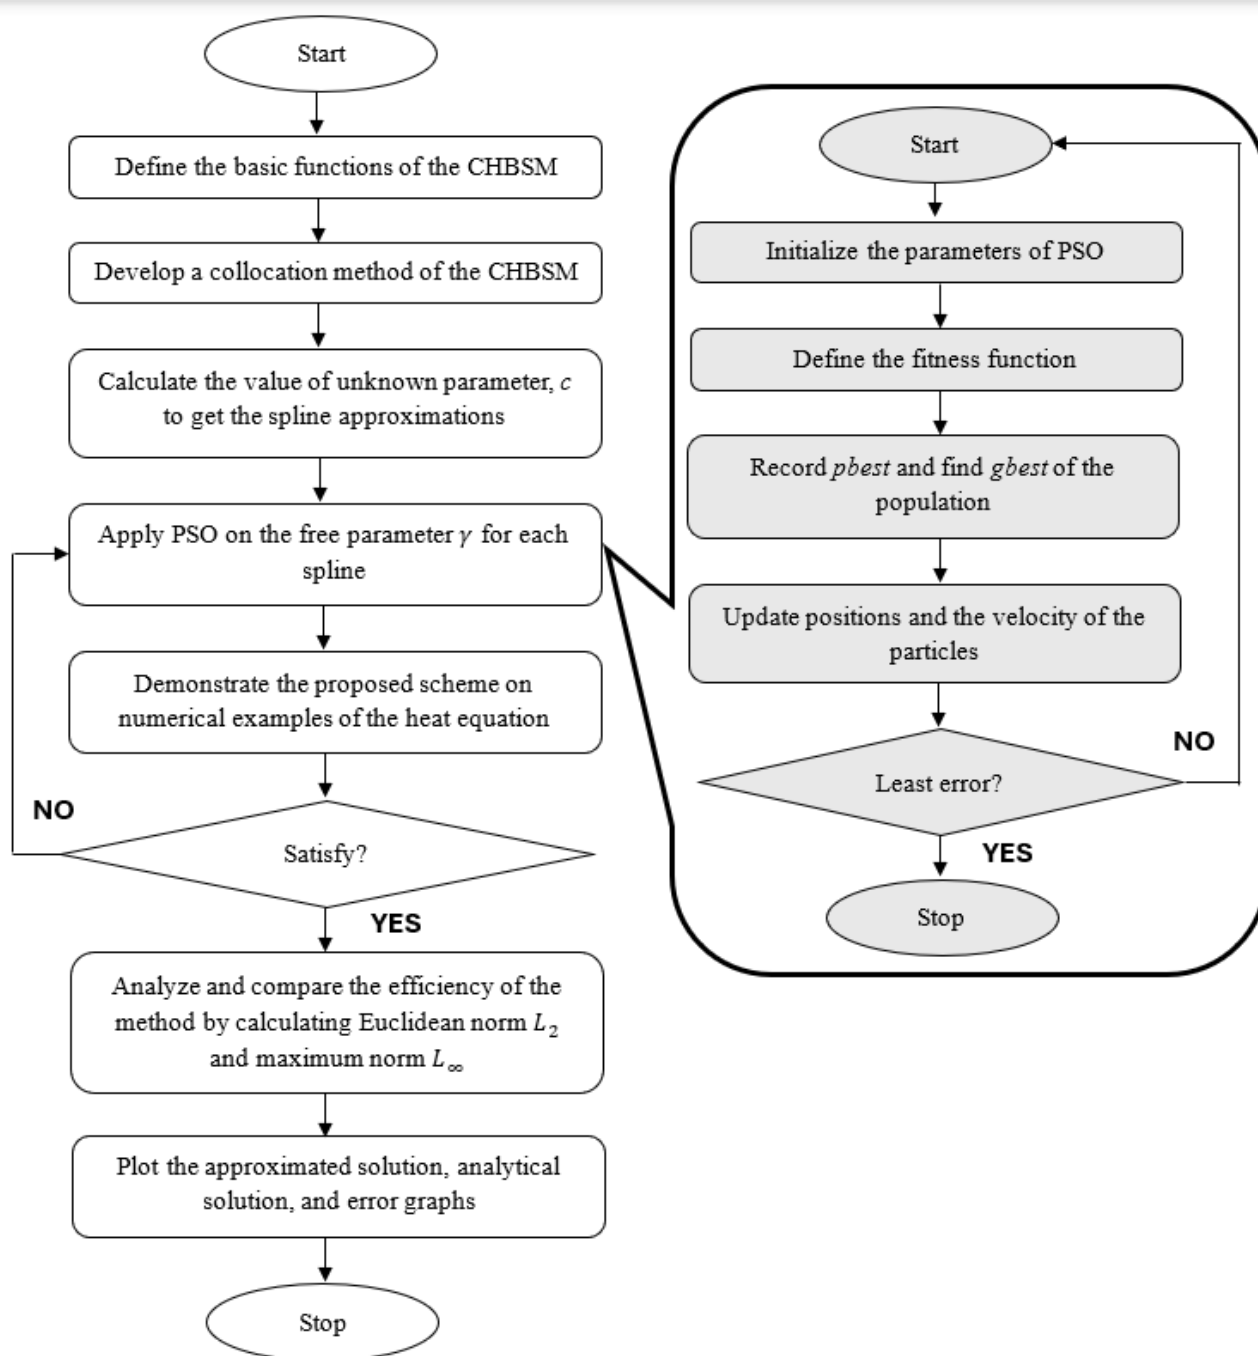 Start
Define the basic functions of the CHBSM
Develop a collocation method of the CHBSM
Calculate the value of unknown parameter, c
to get the spline approximations
Apply PSO on the free parameter γ for each
spline
Demonstrate the proposed scheme on
numerical examples of the heat equation
NO
Satisfy?
YES
Analyze and compare the efficiency of the
method by calculating Euclidean norm L₂
and maximum norm L∞
Plot the approximated solution, analytical
solution, and error graphs
Stop
Start
Initialize the parameters of PSO
Define the fitness function
Record pbest and find gbest of the
population
Update positions and the velocity of the
particles
NO
Least error?
YES
Stop